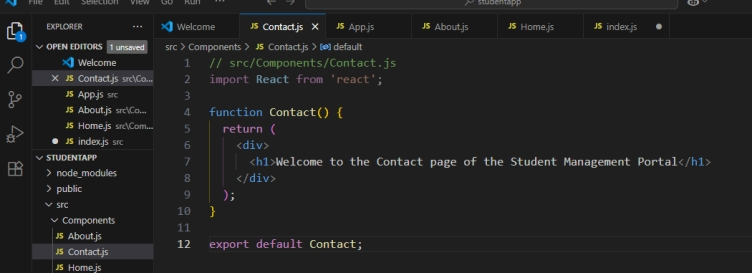 File Edit Selection View Go Run
studentapp
EXPLORER
OPEN EDITORS 1 unsaved
Welcome
JS Contact.js src\Co...
JS App.js src
JS About.js src\Co...
JS Home.js src\Com...
JS index.js src
STUDENTAPP
node_modules
public
src
Components
JS About.js
JS Contact.js
JS Home.js
1
Welcome
JS Contact.js
JS App.js
JS About.js
JS Home.js
JS index.js
src > Components > JS Contact.js > default
1 // src/Components/Contact.js
2 import React from 'react';
3
4 function Contact() {
5 return (
6 <div>
7 <h1>Welcome to the Contact page of the Student Management Portal</h1>
8 </div>
9 );
10 }
11
12 export default Contact;